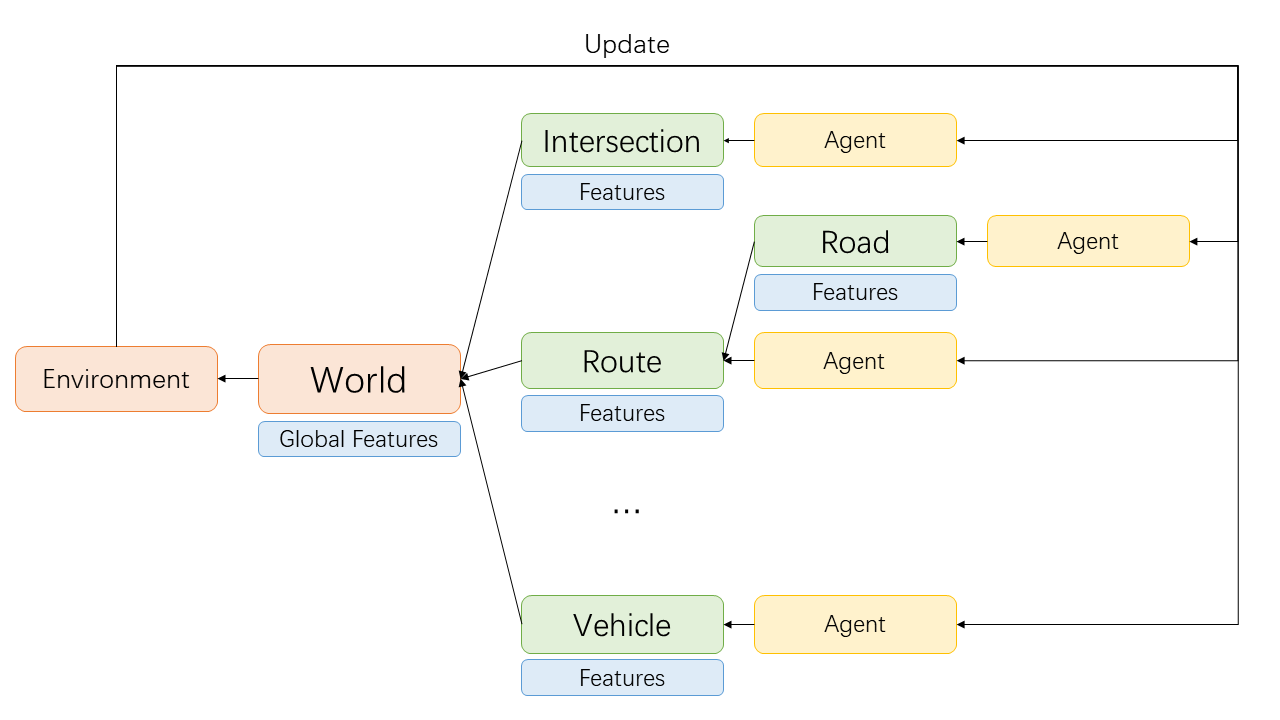 Update
Intersection
Agent
Features
Road
Agent
Features
Route
Agent
Features
Environment
World
Global Features
...
Vehicle
Agent
Features